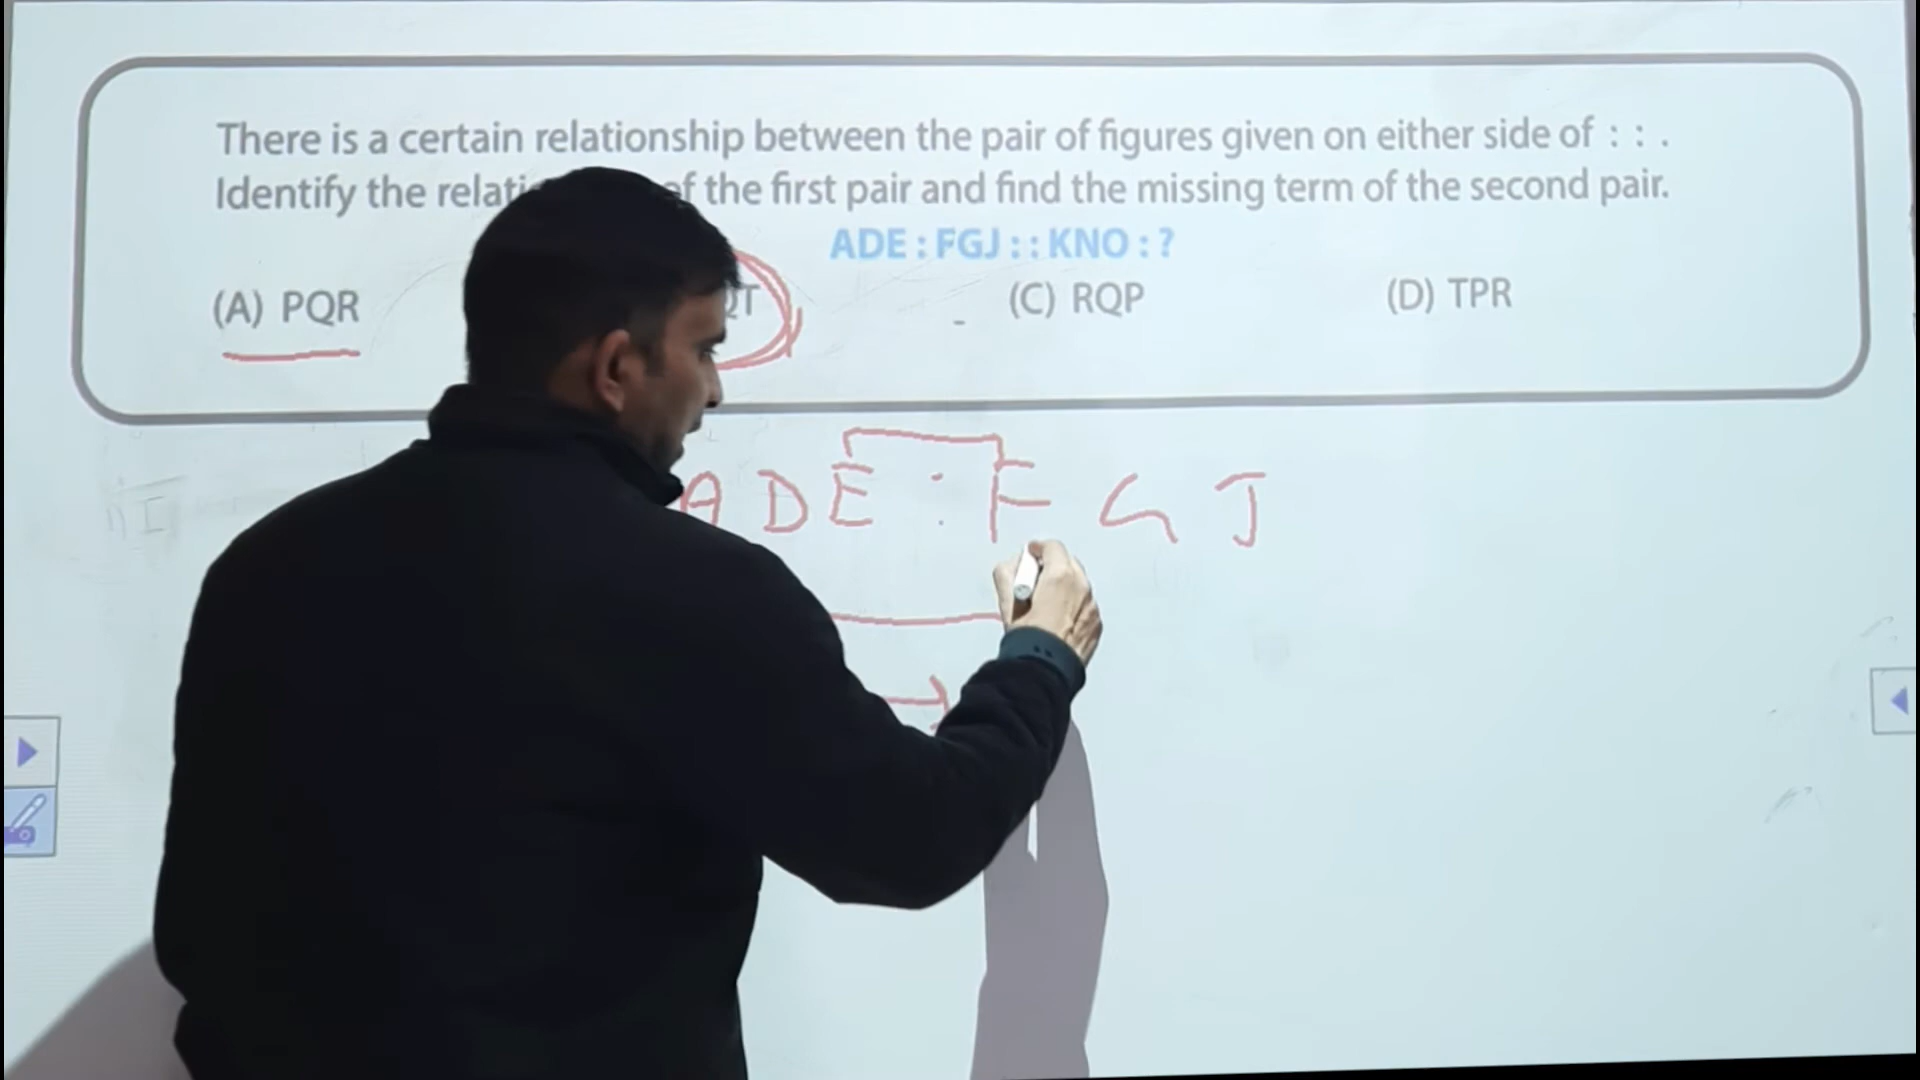 There is a certain relationship between the pair of figures given on either side of : : .
Identify the of the first pair and find the missing term of the second pair.
ADE : FGJ : : KNO : ?
(A) PQR (C) RQP (D) TPR
ADE : F G J